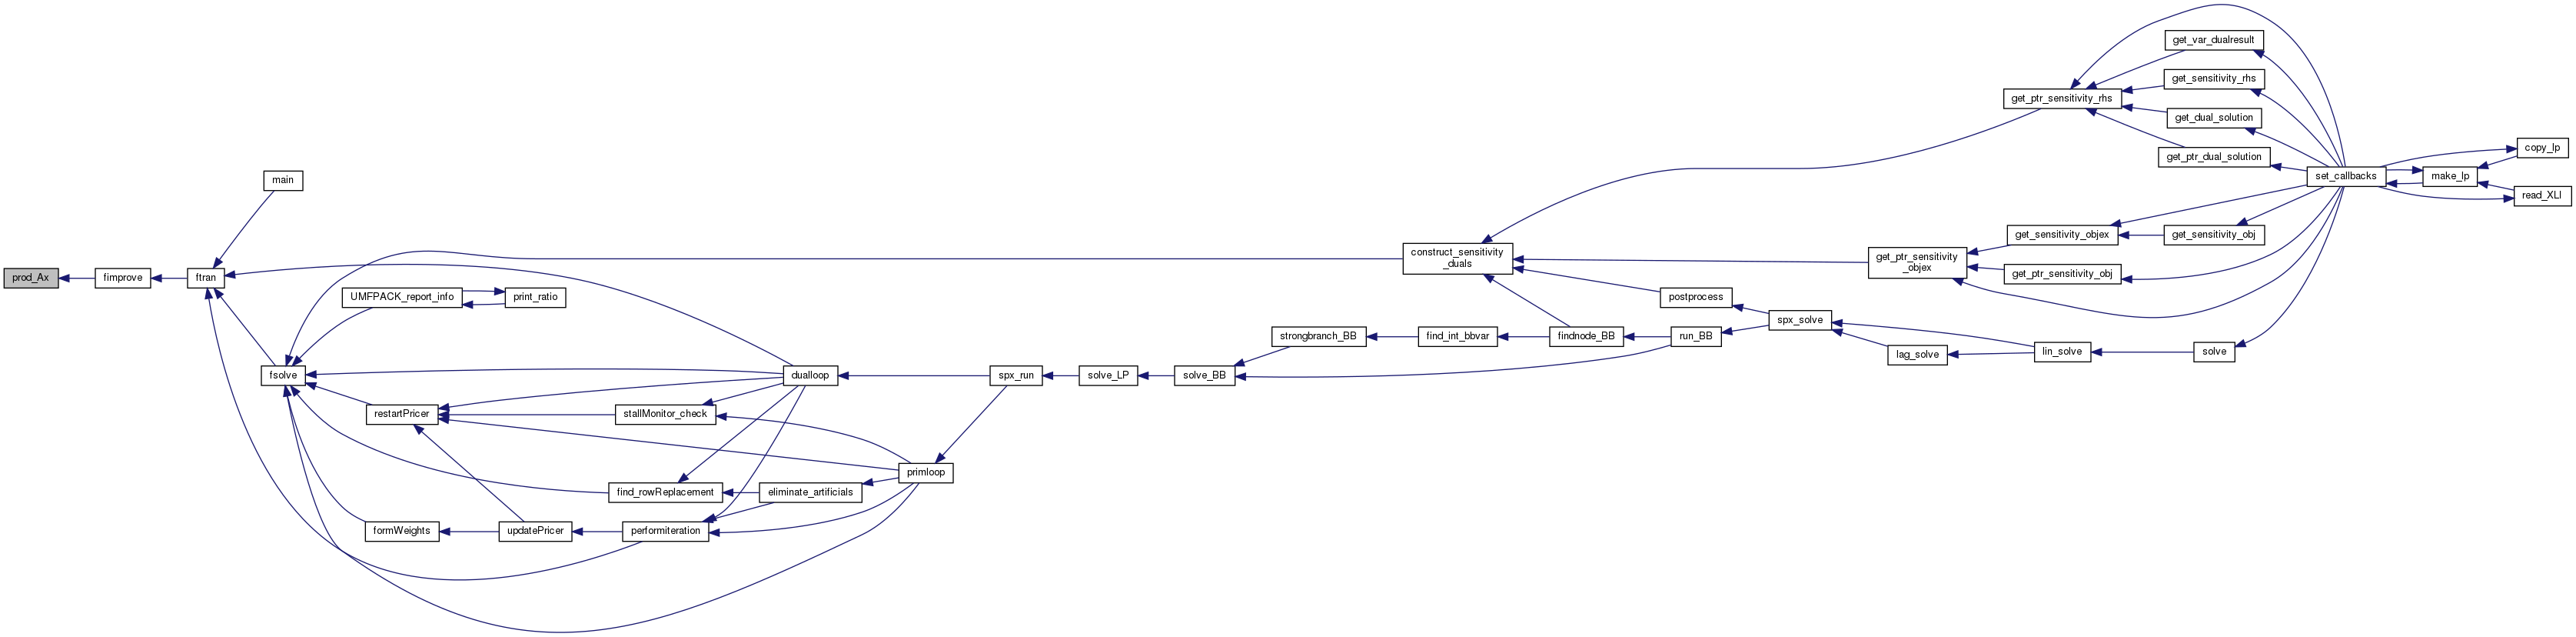 prod_Ax
fimprove
ftran
main
fsolve
UMFPACK_report_info
print_ratio
restartPricer
formWeights
updatePricer
stallMonitor_check
find_rowReplacement
performiteration
dualloop
eliminate_artificials
primloop
spx_run
solve_LP
solve_BB
strongbranch_BB
construct_sensitivity
_duals
find_int_bbvar
findnode_BB
postprocess
run_BB
spx_solve
lag_solve
get_ptr_sensitivity
_objex
get_ptr_sensitivity_rhs
get_sensitivity_objex
get_ptr_sensitivity_obj
lin_solve
get_var_dualresult
get_sensitivity_rhs
get_dual_solution
get_ptr_dual_solution
get_sensitivity_obj
solve
set_callbacks
make_lp
copy_lp
read_XLI